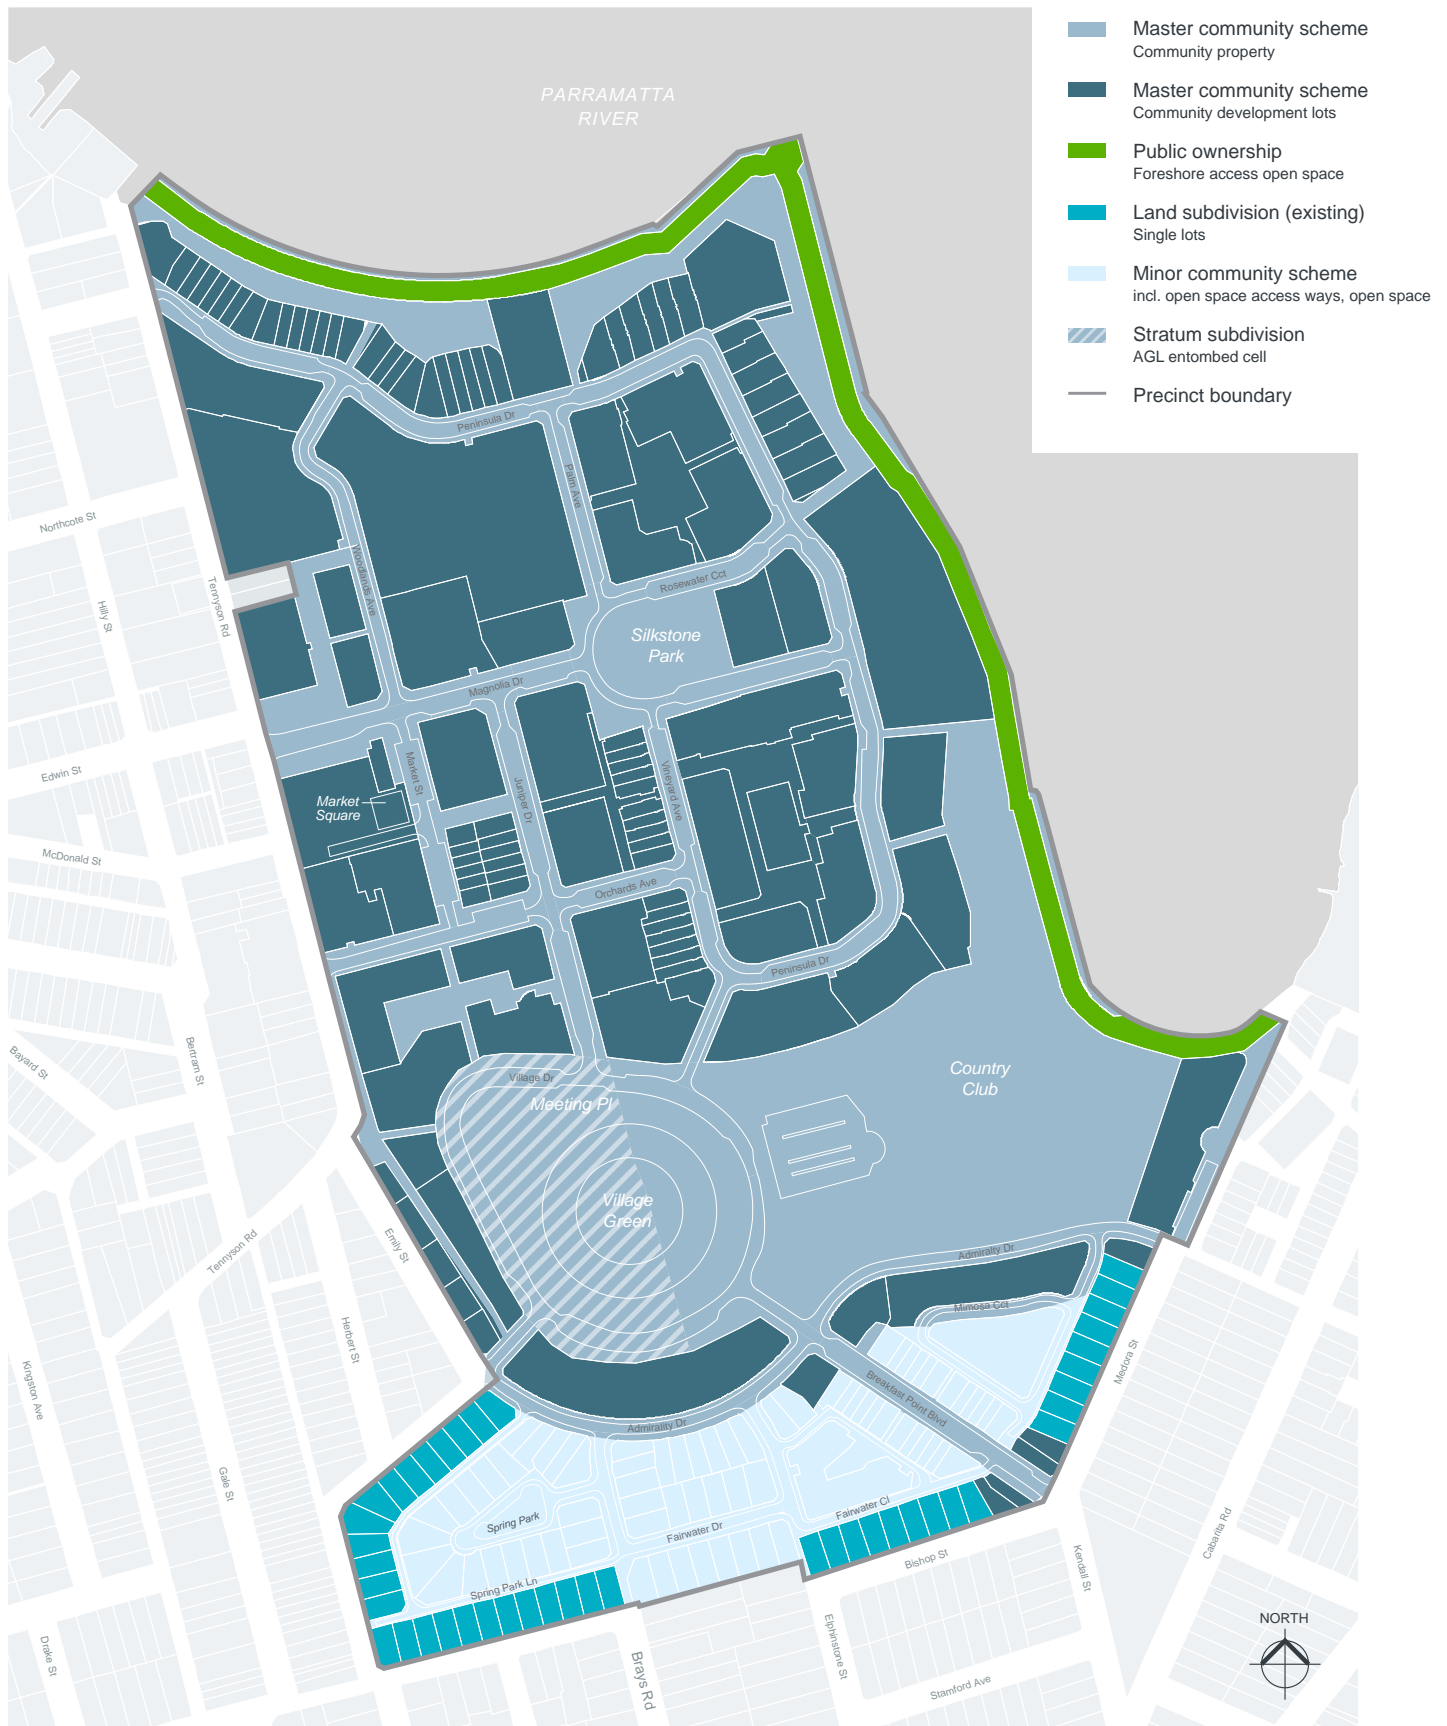 Master community scheme
Community property
Master community scheme
Community development lots
Public ownership
Foreshore access open space
Land subdivision (existing)
Single lots
Minor community scheme
incl. open space access ways, open space
Stratum subdivision
AGL entombed cell
Precinct boundary
PARRAMATTA
RIVER
Peninsula Dr
Palm Ave
Northcote St
Woodlands Ave
Rosewater Cct
Hilly St
Tennyson Rd
Silkstone
Park
Magnolia Dr
Edwin St
Market St
Juniper Dr
Vineyard Ave
Market
Square
McDonald St
Orchards Ave
Peninsula Dr
Bayard St
Bertram St
Village Dr
Meeting Pl
Country
Club
Village
Green
Emily St
Tennyson Rd
Admiralty Dr
Mimosa Cct
Herbert St
Kingston Ave
Medora St
Breakfast Point Blvd
Admirality Dr
Gale St
Spring Park
Fairwater Dr
Fairwater Cl
Cabarita Rd
Bishop St
Kendall St
Spring Park Ln
Drake St
Brays Rd
Elphinstone St
Stamford Ave
NORTH